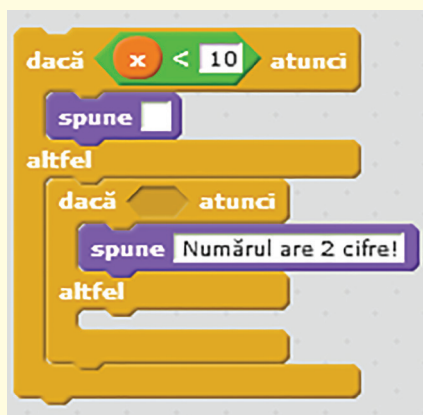 dacă x < 10 atunci
spune
altfel
dacă atunci
spune Numărul are 2 cifre!
altfel